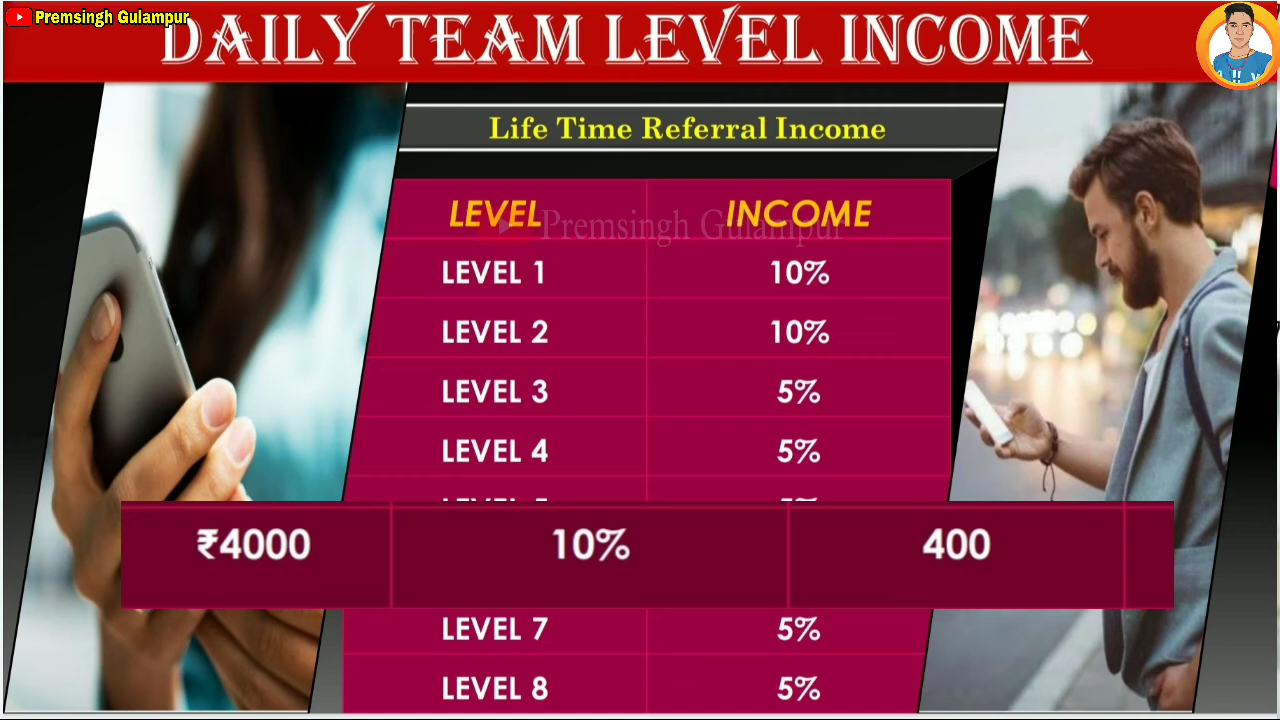 Premsingh Gulampur
DAILY TEAM LEVEL INCOME
Life Time Referral Income
LEVEL INCOME
Premsingh Gulampur
LEVEL 1 10%
LEVEL 2 10%
LEVEL 3 5%
LEVEL 4 5%
₹4000 10% 400
LEVEL 7 5%
LEVEL 8 5%